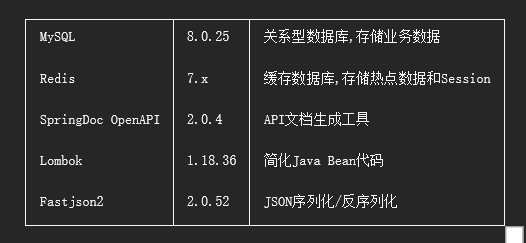 MySQL 8.0.25 关系型数据库,存储业务数据
Redis 7.x 缓存数据库,存储热点数据和Session
SpringDoc OpenAPI 2.0.4 API文档生成工具
Lombok 1.18.36 简化Java Bean代码
Fastjson2 2.0.52 JSON序列化/反序列化